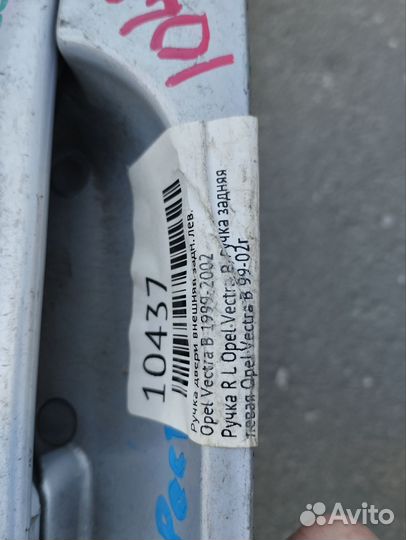 10437
Ручка двери внешняя задн. лев.
Opel Vectra B 1999-2002
Ручка R L Opel Vectra B, ручка задняя
левая Opel Vectra B 99-02г
Avito